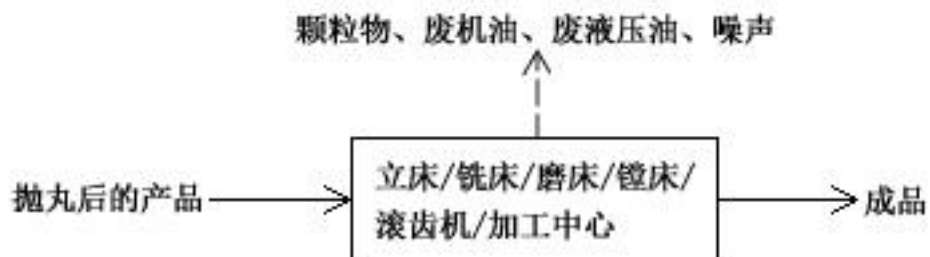 颗粒物、废机油、废液压油、噪声
抛丸后的产品
立床/铣床/磨床/镗床/
滚齿机/加工中心
成品